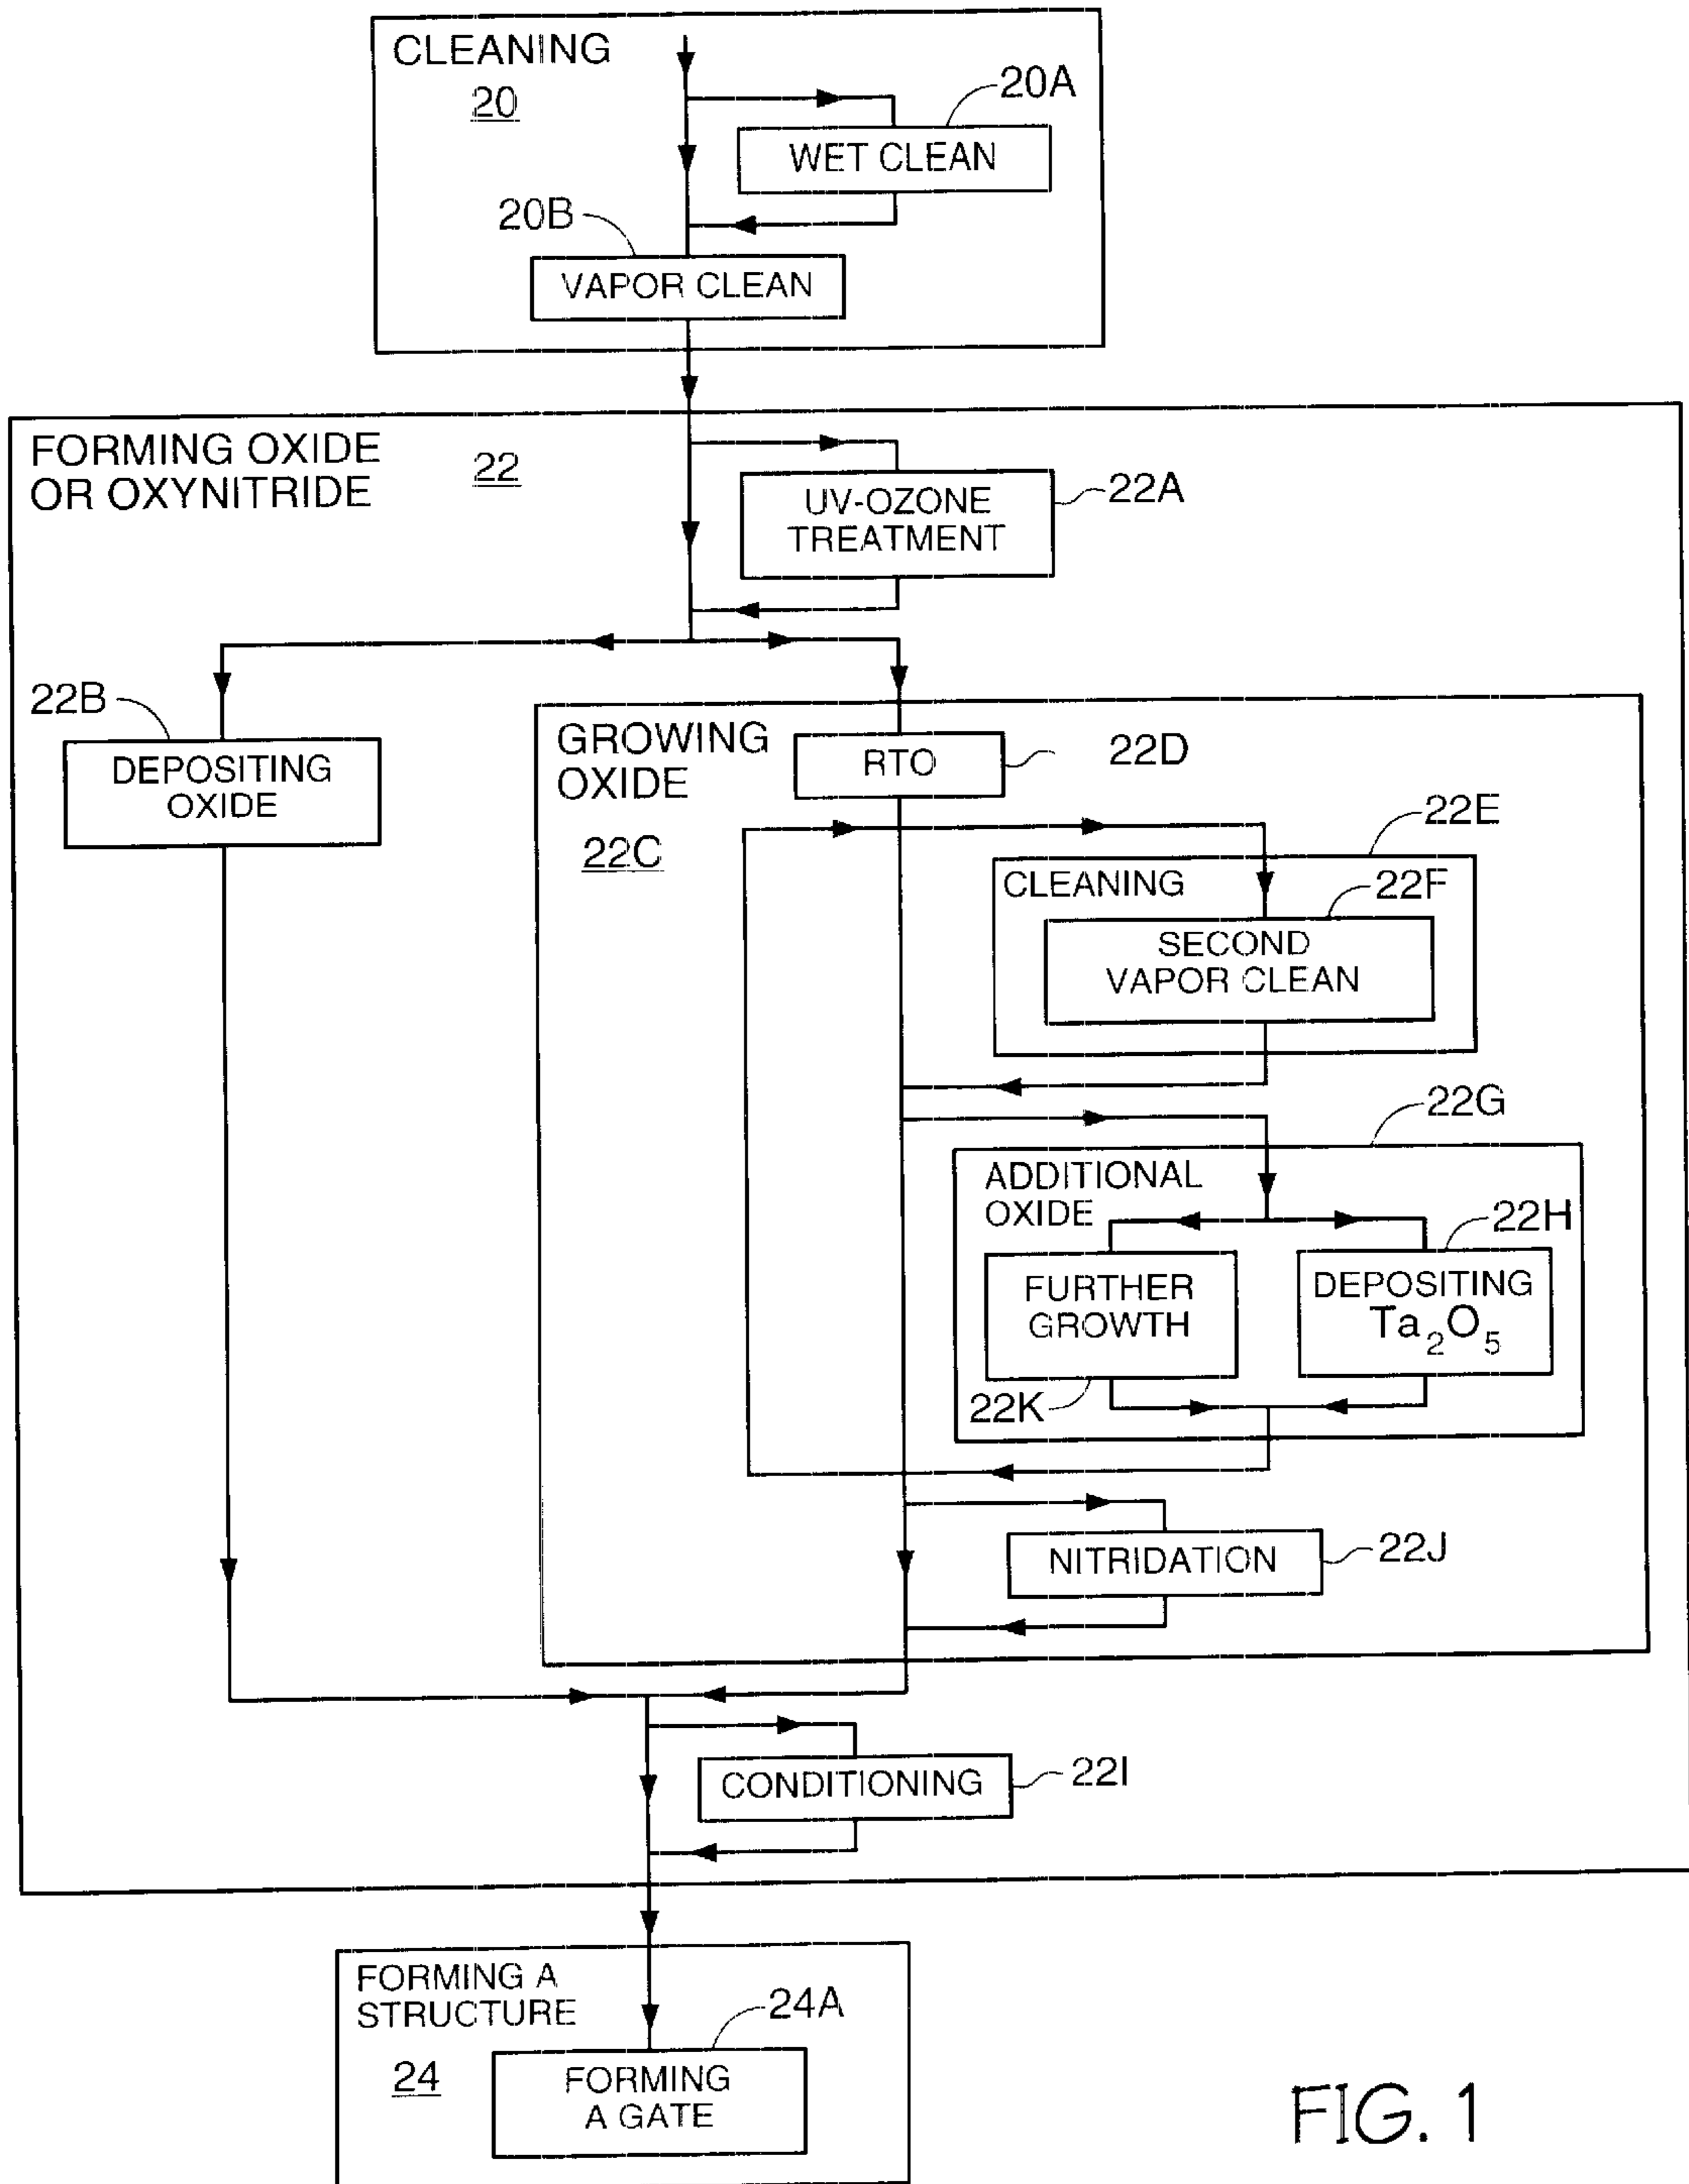 CLEANING
20
20A
WET CLEAN
20B
VAPOR CLEAN
FORMING OXIDE
OR OXYNITRIDE
22
22A
UV-OZONE
TREATMENT
22B
DEPOSITING
OXIDE
GROWING
OXIDE
22C
RTO
22D
22E
CLEANING
22F
SECOND
VAPOR CLEAN
22G
ADDITIONAL
OXIDE
22H
FURTHER
GROWTH
DEPOSITING
Ta₂O₅
22K
NITRIDATION
22J
CONDITIONING
22I
FORMING A
STRUCTURE
24
24A
FORMING
A GATE
FIG. 1